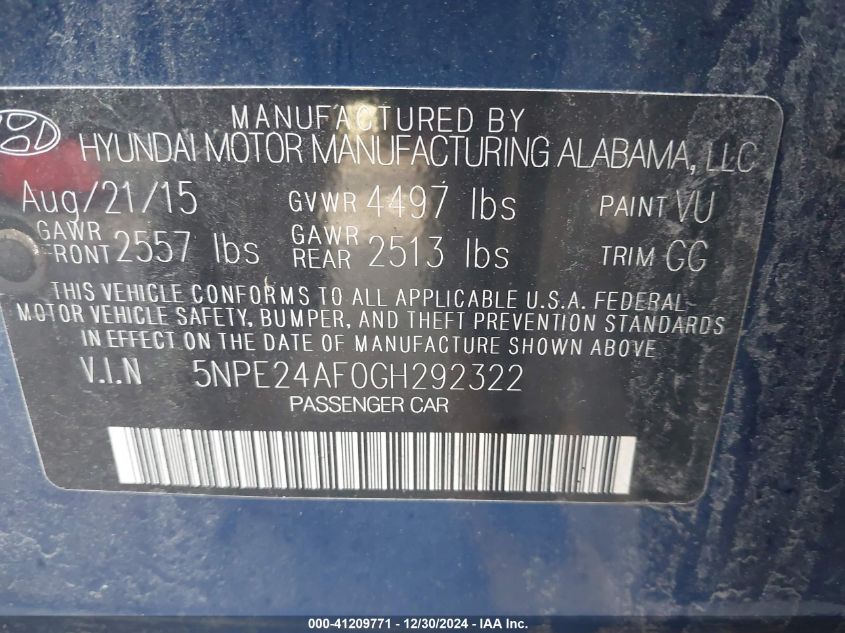 MANUFACTURED BY
HYUNDAI MOTOR MANUFACTURING ALABAMA, LLC
Aug/21/15 GVWR 4497 lbs PAINT VU
GAWR FRONT 2557 lbs GAWR REAR 2513 lbs TRIM GG
THIS VEHICLE CONFORMS TO ALL APPLICABLE U.S.A. FEDERAL
MOTOR VEHICLE SAFETY, BUMPER, AND THEFT PREVENTION STANDARDS
IN EFFECT ON THE DATE OF MANUFACTURE SHOWN ABOVE
V.I.N 5NPE24AF0GH292322
PASSENGER CAR
000-41209771 - 12/30/2024 - IAA Inc.